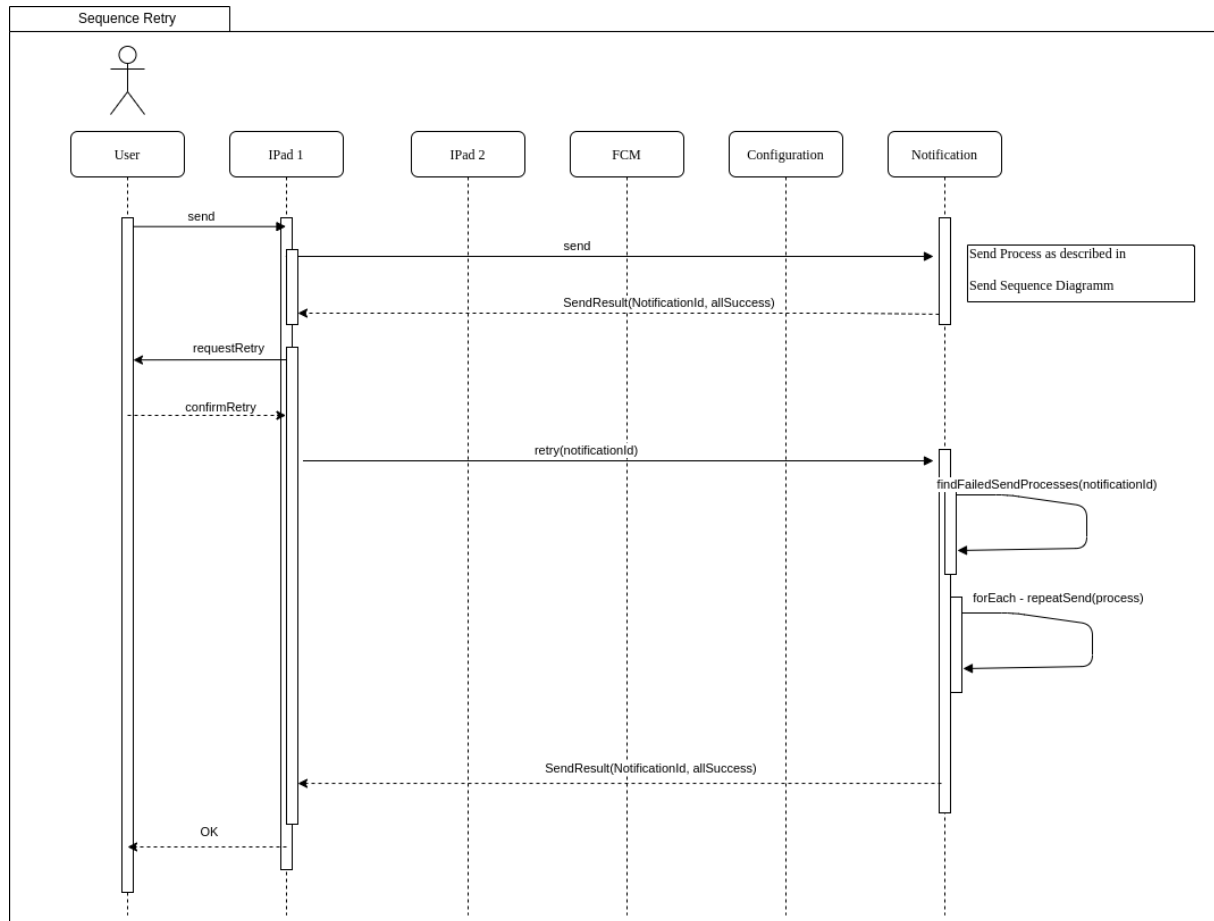 Sequence Retry
User
IPad 1
IPad 2
FCM
Configuration
Notification
send
send
Send Process as described in
Send Sequence Diagramm
SendResult(NotificationId, allSuccess)
requestRetry
confirmRetry
retry(notificationId)
findFailedSendProcesses(notificationId)
forEach - repeatSend(process)
SendResult(NotificationId, allSuccess)
OK